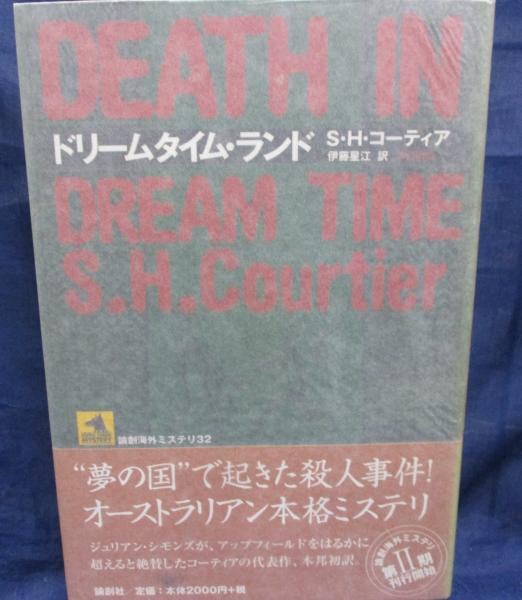 DEATH IN
ドリームタイム・ランド
S・H・コーティア
伊藤星江 訳
DREAM TIME
S.H.Courtier
MYSTERY
論創海外ミステリ32
“夢の国”で起きた殺人事件!
オーストラリアン本格ミステリ
ジュリアン・シモンズが、アップフィールドをはるかに
超えると絶賛したコーティアの代表作、本邦初訳。
論創社 定価:本体2000円+税
論創海外ミステリ
第Ⅱ期
刊行開始